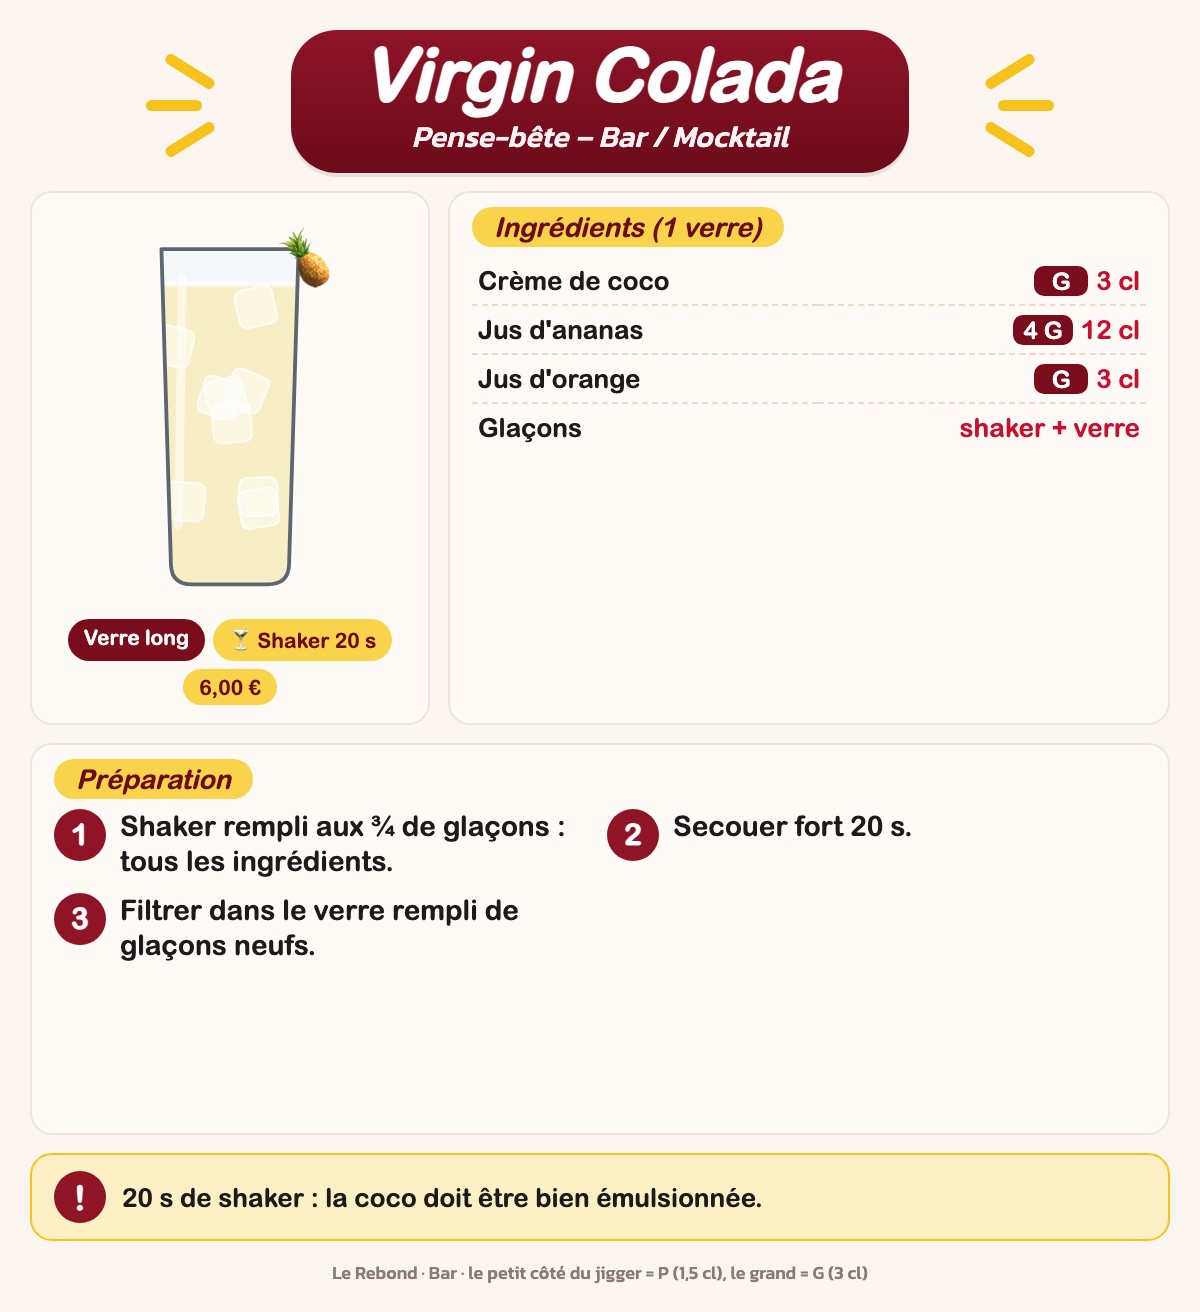 Virgin Colada
Pense-bête – Bar / Mocktail
Verre long
Shaker 20 s
6,00 €
Ingrédients (1 verre)
Crème de coco G 3 cl
Jus d'ananas 4 G 12 cl
Jus d'orange G 3 cl
Glaçons shaker + verre
Préparation
1 Shaker rempli aux ¾ de glaçons :
tous les ingrédients.
2 Secouer fort 20 s.
3 Filtrer dans le verre rempli de
glaçons neufs.
! 20 s de shaker : la coco doit être bien émulsionnée.
Le Rebond · Bar · le petit côté du jigger = P (1,5 cl), le grand = G (3 cl)